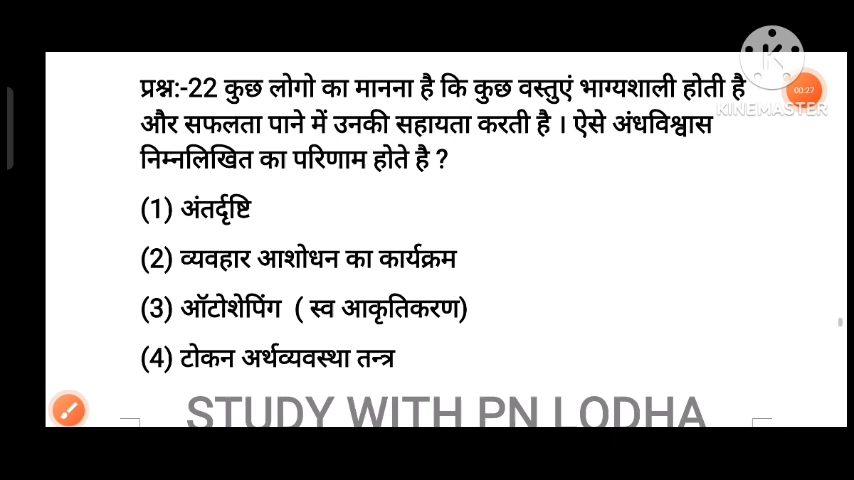 प्रश्न:-22 कुछ लोगो का मानना है कि कुछ वस्तुएं भाग्यशाली होती है
और सफलता पाने में उनकी सहायता करती है । ऐसे अंधविश्वास
निम्नलिखित का परिणाम होते है ?
(1) अंतर्दृष्टि
(2) व्यवहार आशोधन का कार्यक्रम
(3) ऑटोशेपिंग ( स्व आकृतिकरण)
(4) टोकन अर्थव्यवस्था तन्त्र
STUDY WITH PN LODHA
K
KINEMASTER
00:27